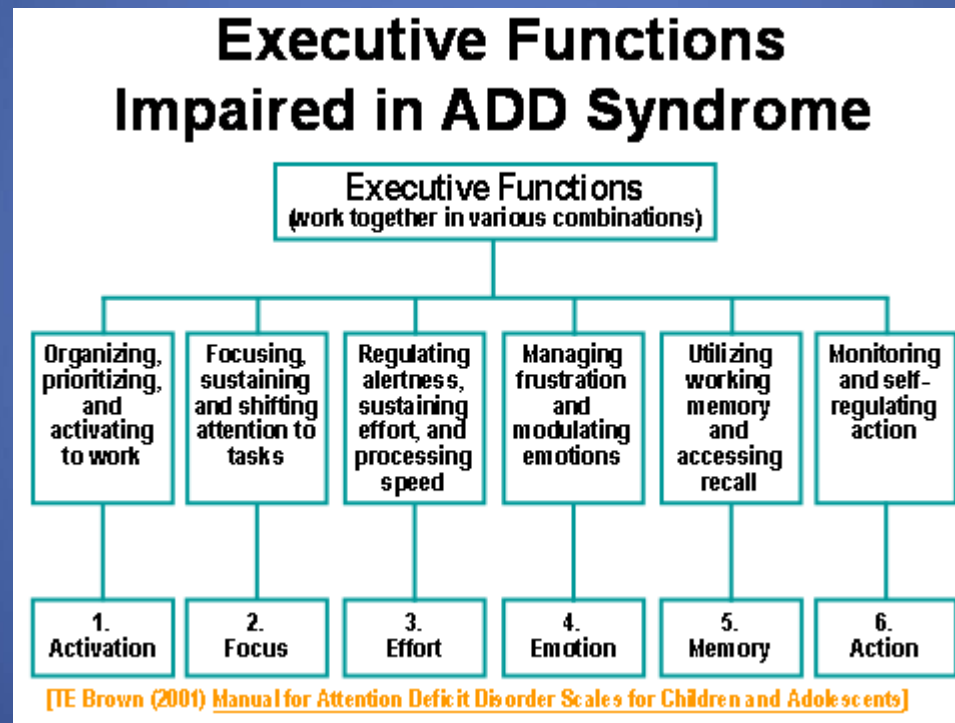 Executive Functions
Impaired in ADD Syndrome
Executive Functions
(work together in various combinations)
Organizing,
prioritizing,
and
activating
to work
Focusing,
sustaining
and shifting
attention to
tasks
Regulating
alertness,
sustaining
effort, and
processing
speed
Managing
frustration
and
modulating
emotions
Utilizing
working
memory
and
accessing
recall
Monitoring
and self-
regulating
action
1.
Activation
2.
Focus
3.
Effort
4.
Emotion
5.
Memory
6.
Action
[TE Brown (2001) Manual for Attention Deficit Disorder Scales for Children and Adolescents]